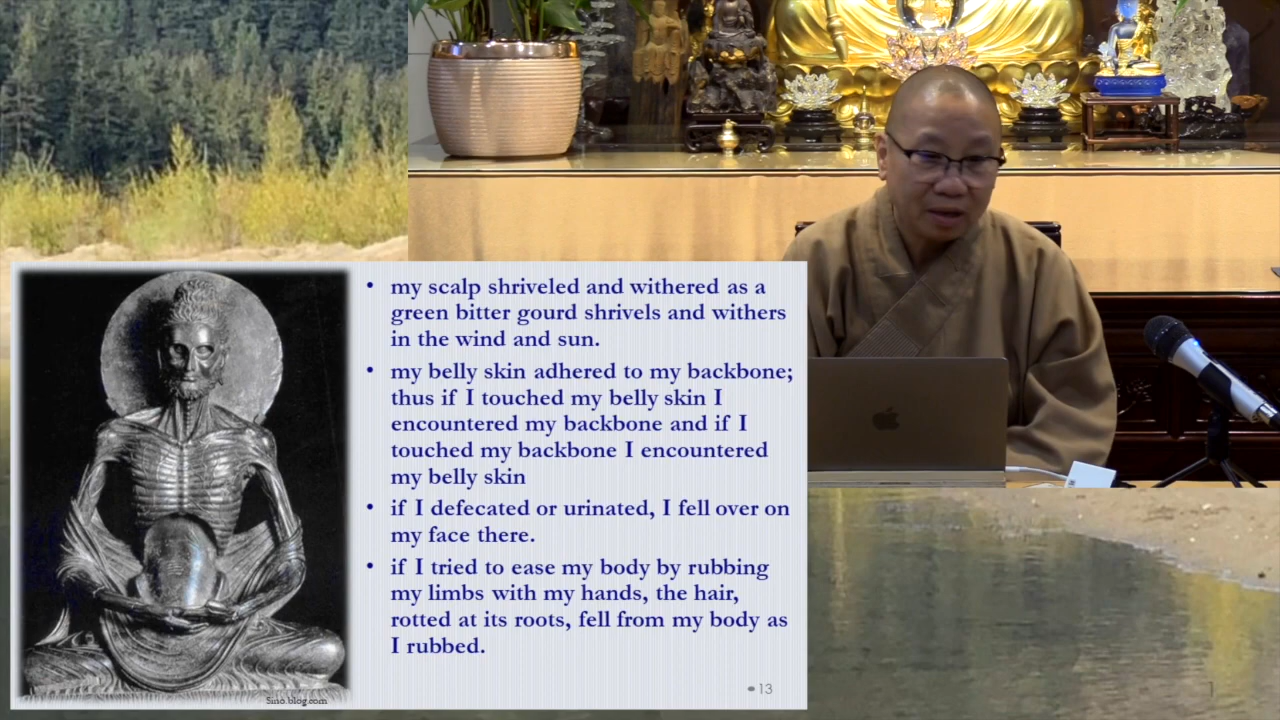 • my scalp shriveled and withered as a
green bitter gourd shrivels and withers
in the wind and sun.
• my belly skin adhered to my backbone;
thus if I touched my belly skin I
encountered my backbone and if I
touched my backbone I encountered
my belly skin
• if I defecated or urinated, I fell over on
my face there.
• if I tried to ease my body by rubbing
my limbs with my hands, the hair,
rotted at its roots, fell from my body as
I rubbed.
Sino.blog.com
• 13
1